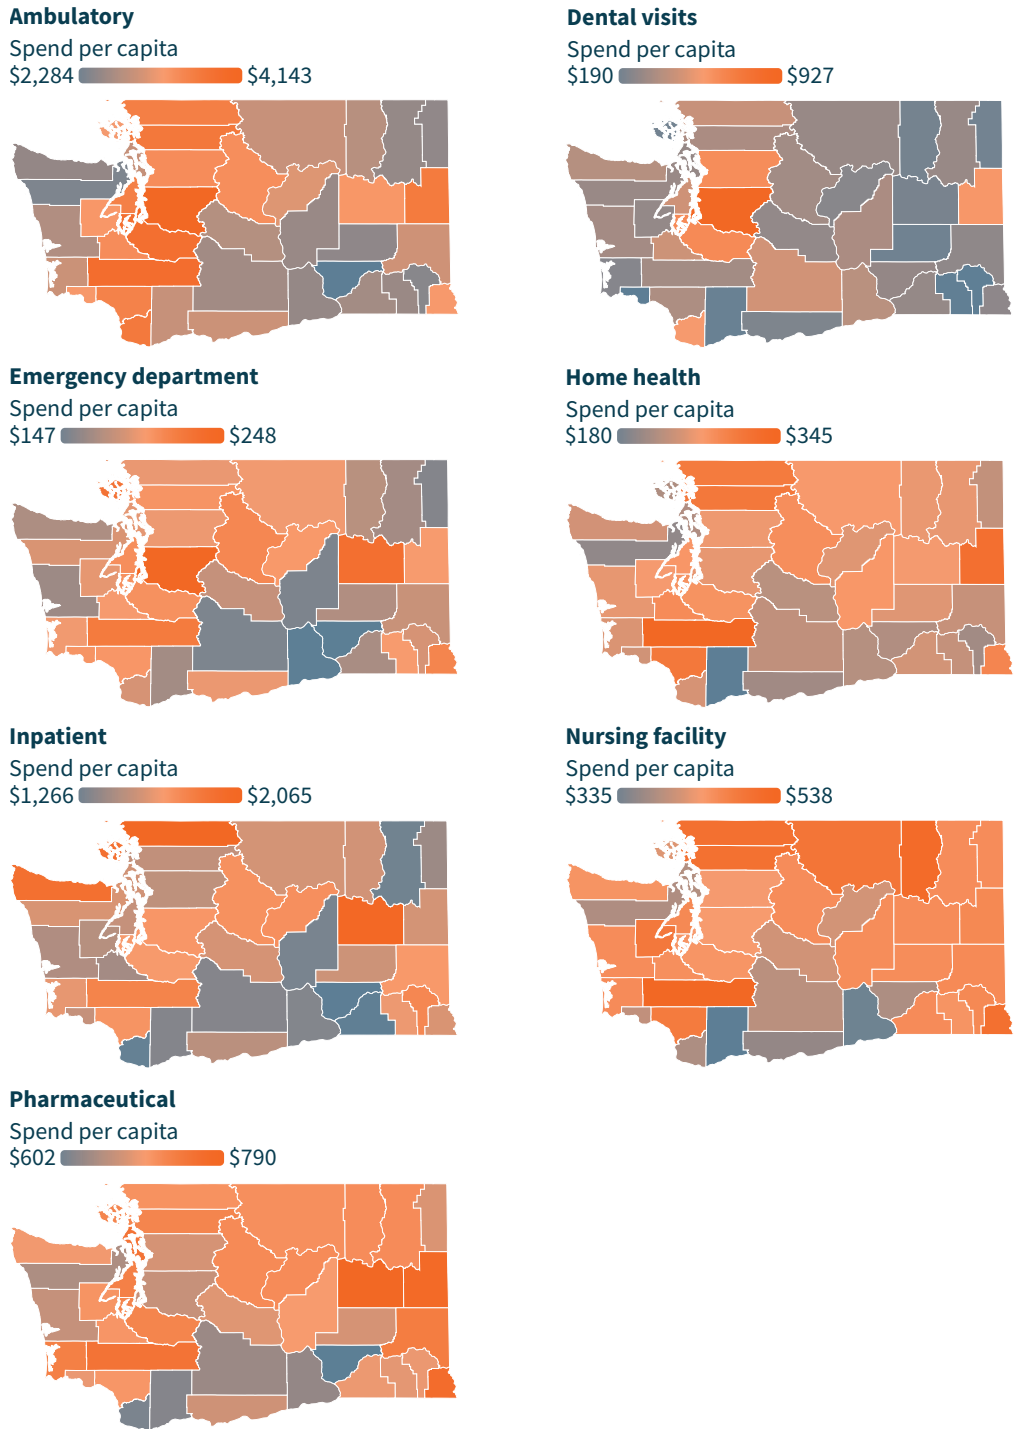 Ambulatory
Spend per capita
$2,284 $4,143
Dental visits
Spend per capita
$190 $927
Emergency department
Spend per capita
$147 $248
Home health
Spend per capita
$180 $345
Inpatient
Spend per capita
$1,266 $2,065
Nursing facility
Spend per capita
$335 $538
Pharmaceutical
Spend per capita
$602 $790